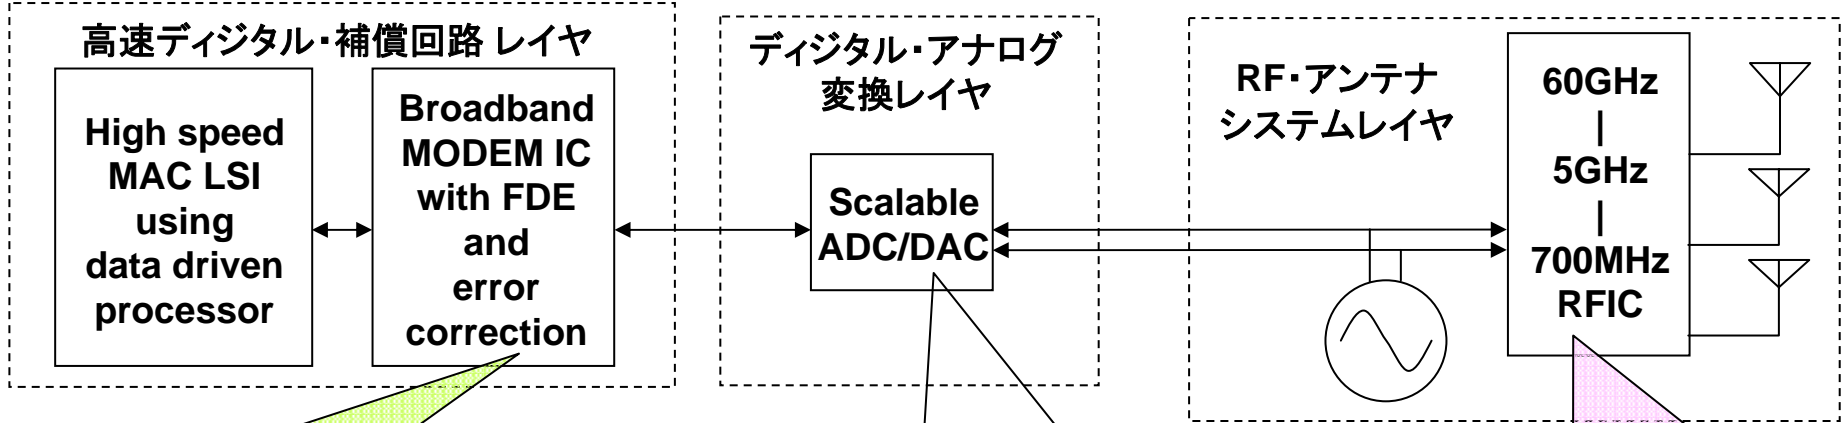 高速ディジタル・補償回路 レイヤ
High speed
MAC LSI
using
data driven
processor
Broadband
MODEM IC
with FDE
and
error
correction
ディジタル・アナログ
変換レイヤ
Scalable
ADC/DAC
RF・アンテナ
システムレイヤ
60GHz
|
5GHz
|
700MHz
RFIC